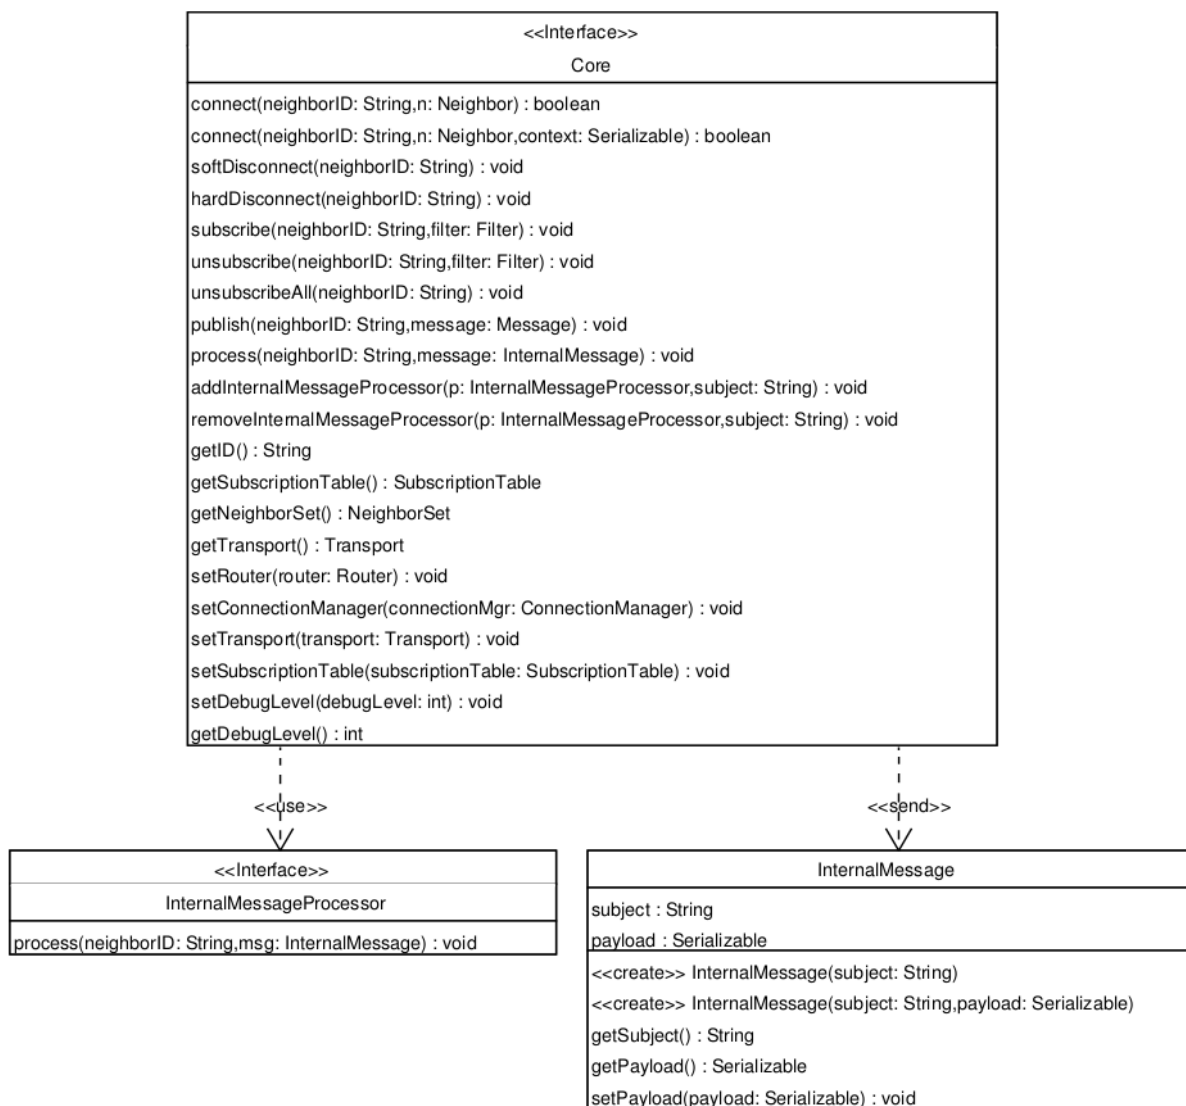 <<Interface>>
Core
connect(neighborID: String,n: Neighbor) : boolean
connect(neighborID: String,n: Neighbor,context: Serializable) : boolean
softDisconnect(neighborID: String) : void
hardDisconnect(neighborID: String) : void
subscribe(neighborID: String,filter: Filter) : void
unsubscribe(neighborID: String,filter: Filter) : void
unsubscribeAll(neighborID: String) : void
publish(neighborID: String,message: Message) : void
process(neighborID: String,message: InternalMessage) : void
addInternalMessageProcessor(p: InternalMessageProcessor,subject: String) : void
removeInternalMessageProcessor(p: InternalMessageProcessor,subject: String) : void
getID() : String
getSubscriptionTable() : SubscriptionTable
getNeighborSet() : NeighborSet
getTransport() : Transport
setRouter(router: Router) : void
setConnectionManager(connectionMgr: ConnectionManager) : void
setTransport(transport: Transport) : void
setSubscriptionTable(subscriptionTable: SubscriptionTable) : void
setDebugLevel(debugLevel: int) : void
getDebugLevel() : int
<<use>>
<<send>>
<<Interface>>
InternalMessageProcessor
process(neighborID: String,msg: InternalMessage) : void
InternalMessage
subject : String
payload : Serializable
<<create>> InternalMessage(subject: String)
<<create>> InternalMessage(subject: String,payload: Serializable)
getSubject() : String
getPayload() : Serializable
setPayload(payload: Serializable) : void